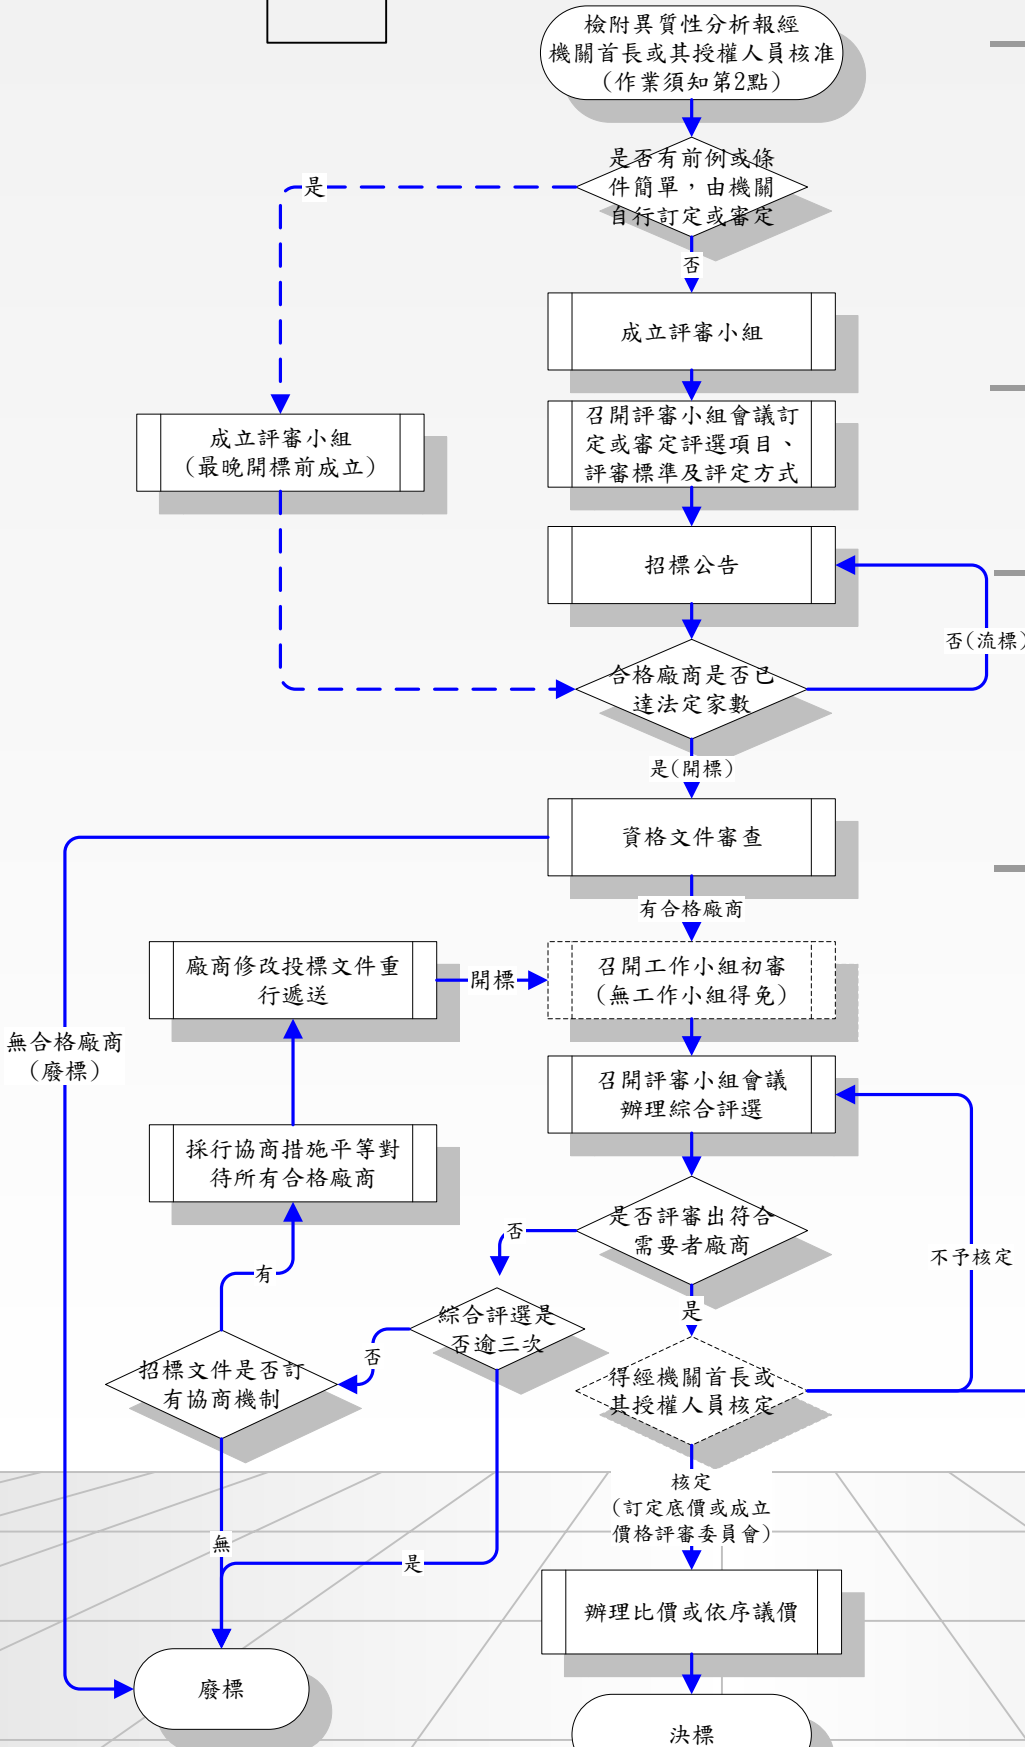 檢附異質性分析報經
機關首長或其授權人員核准
(作業須知第2點)
是否有前例或條
件簡單，由機關
自行訂定或審定
是
否
成立評審小組
成立評審小組
(最晚開標前成立)
召開評審小組會議訂
定或審定評選項目、
評審標準及評定方式
招標公告
否(流標)
合格廠商是否已
達法定家數
是(開標)
資格文件審查
有合格廠商
廠商修改投標文件重
行遞送
開標
召開工作小組初審
(無工作小組得免)
無合格廠商
(廢標)
召開評審小組會議
辦理綜合評選
採行協商措施平等對
待所有合格廠商
是否評審出符合
需要者廠商
否
不予核定
有
是
綜合評選是
否逾三次
否
招標文件是否訂
有協商機制
得經機關首長或
其授權人員核定
核定
(訂定底價或成立
價格評審委員會)
無
是
辦理比價或依序議價
廢標
決標